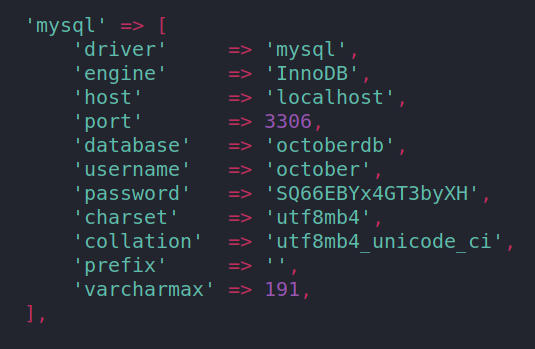 'mysql' => [
    'driver'     => 'mysql',
    'engine'     => 'InnoDB',
    'host'       => 'localhost',
    'port'       => 3306,
    'database'   => 'octoberdb',
    'username'   => 'october',
    'password'   => 'SQ66EBYx4GT3byXH',
    'charset'    => 'utf8mb4',
    'collation'  => 'utf8mb4_unicode_ci',
    'prefix'     => '',
    'varcharmax' => 191,
],